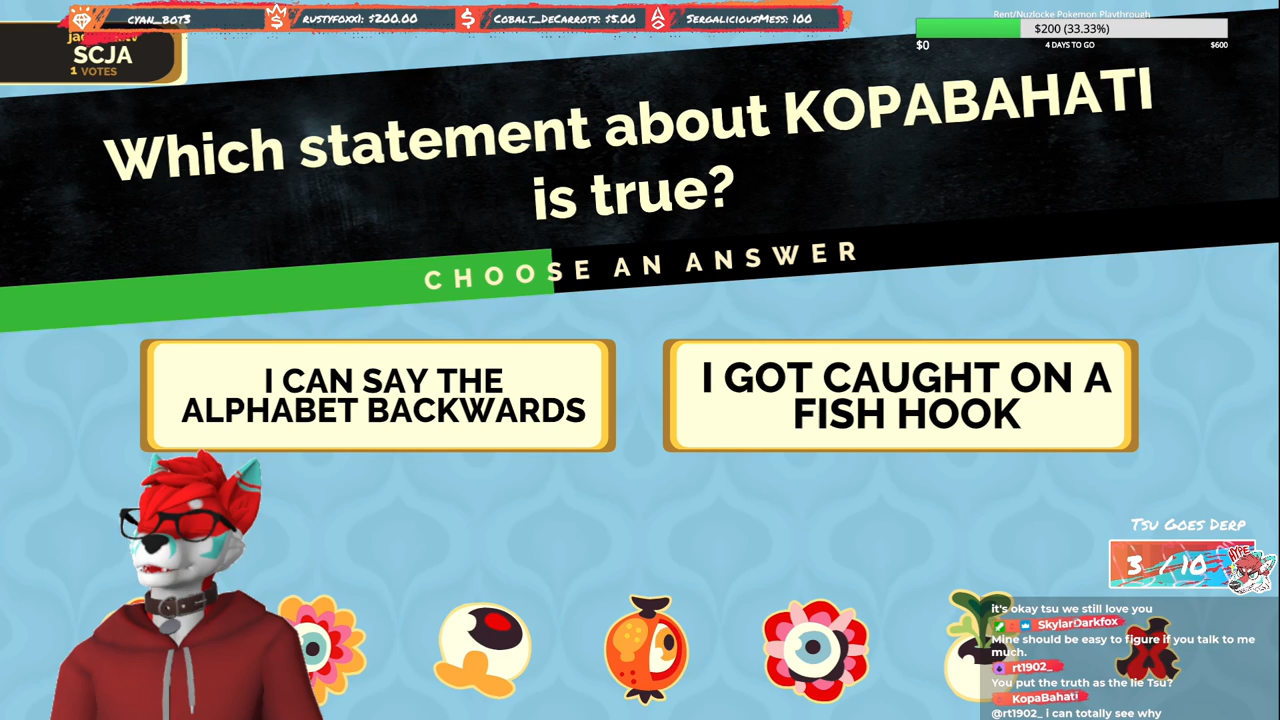 cyan_bot3
rustyfoxxi: $200.00
Cobalt_DeCarrots: $5.00
SergaliciousMess: 100
Rent/Nuzlocke Pokemon Playthrough
$200 (33.33%)
$0
4 DAYS TO GO
$600
SCJA
1 VOTES
Which statement about KOPABAHATI
is true?
CHOOSE AN ANSWER
I CAN SAY THE
ALPHABET BACKWARDS
I GOT CAUGHT ON A
FISH HOOK
Tsu Goes Derp
3 / 10
HYPE
it's okay tsu we still love you
SkylarDarkfox
Mine should be easy to figure if you talk to me
much.
rt1902_
You put the truth as the lie Tsu?
KopaBahati
@rt1902_ i can totally see why